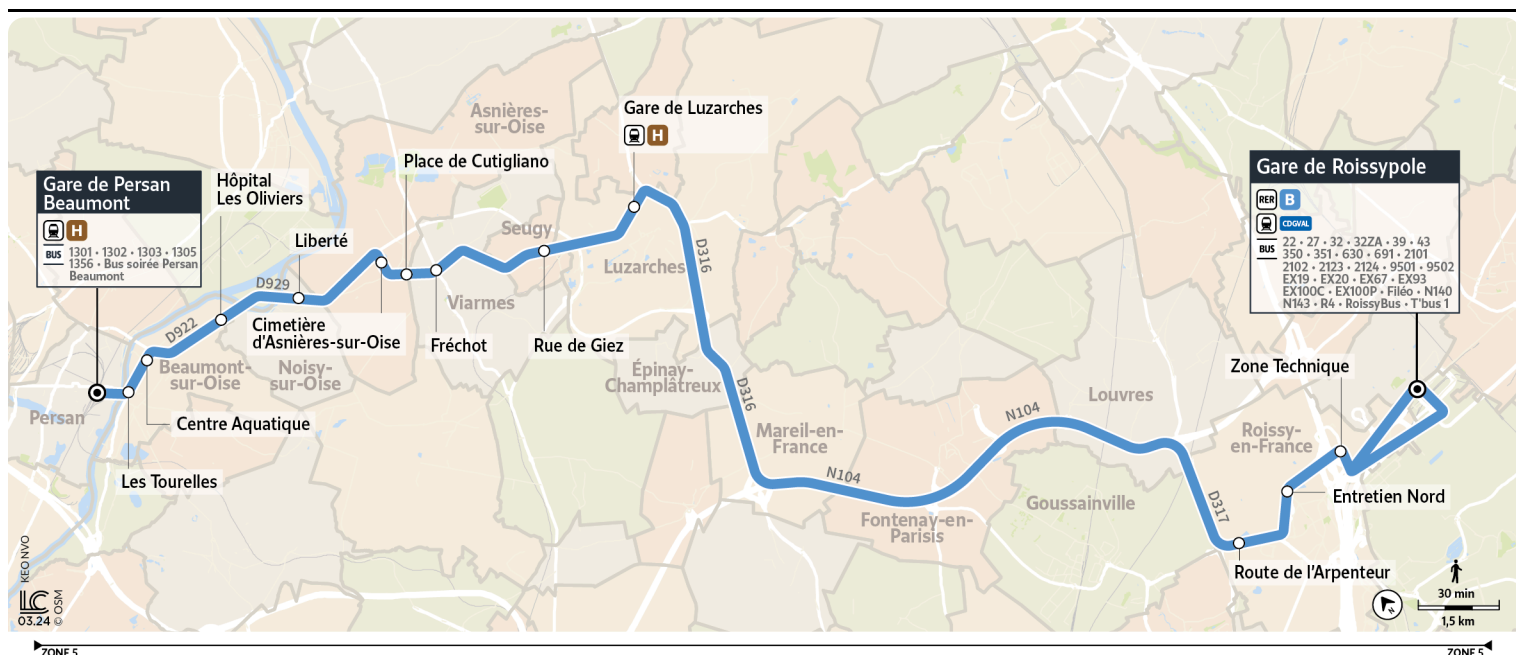 Asnières-
sur-Oise
Gare de Luzarches
H
Place de Cutigliano
Gare de Persan
Beaumont
H
BUS
1301 • 1302 • 1303 • 1305
1356 • Bus soirée Persan
Beaumont
Hôpital
Les Oliviers
Liberté
Seugy
Luzarches
D316
Gare de Roissypole
RER B
CDGVAL
BUS
22 • 27 • 32 • 32ZA • 39 • 43
350 • 351 • 630 • 691 • 2101
2102 • 2123 • 2124 • 9501 • 9502
EX19 • EX20 • EX67 • EX93
EX100C • EX100P • Filéo • N140
N143 • R4 • RoissyBus • T'bus 1
D929
D922
Viarmes
Cimetière
d'Asnières-sur-Oise
Fréchot
Rue de Giez
Beaumont-
sur-Oise
Noisy-
sur-Oise
Épinay-
Champlâtreux
D316
Zone Technique
Louvres
Persan
Centre Aquatique
N104
Mareil-en-
France
Roissy-
en-France
Les Tourelles
N104
Goussainville
D317
Entretien Nord
Fontenay-en-
Parisis
Route de l'Arpenteur
KEONVO
LC
03.24
© OSM
N
30 min
1,5 km
ZONE 5
ZONE 5